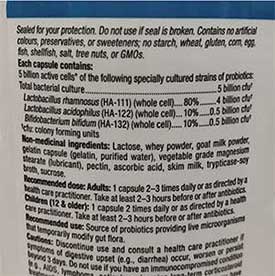 Sealed for your protection. Do not use if seal is broken. Contains no artificial
colours, preservatives, or sweeteners; no starch, wheat, gluten, corn, egg,
fish, shellfish, salt, tree nuts, or GMOs.
Each capsule contains:
5 billion active cells* of the following specially cultured strains of probiotics:
Total bacterial culture 5 billion cfu†
Lactobacillus rhamnosus (HA-111) (whole cell) 80% 4 billion cfu†
Lactobacillus acidophilus (HA-122) (whole cell) 10% 0.5 billion cfu†
Bifidobacterium bifidum (HA-132) (whole cell) 10% 0.5 billion cfu†
†cfu: colony forming units
Non-medicinal ingredients: Lactose, whey powder, goat milk powder,
gelatin capsule (gelatin, purified water), vegetable grade magnesium
stearate (lubricant), pectin, ascorbic acid, skim milk, trypticase-soy
broth, sucrose.
Recommended dose: Adults: 1 capsule 2–3 times daily or as directed by a
health care practitioner. Take at least 2–3 hours before or after antibiotics.
Children (12 & older): 1 capsule 2 times daily or as directed by a health
care practitioner. Take at least 2–3 hours before or after antibiotics.
Recommended use: Source of probiotics providing live microorganisms
that temporarily modify gut flora.
Cautions: Discontinue use and consult a health care practitioner if
symptoms of digestive upset (e.g., diarrhea) occur, worsen or persist
beyond 3 days. Do not use if you have an immunocompromised condition
AIDS, lymphoma